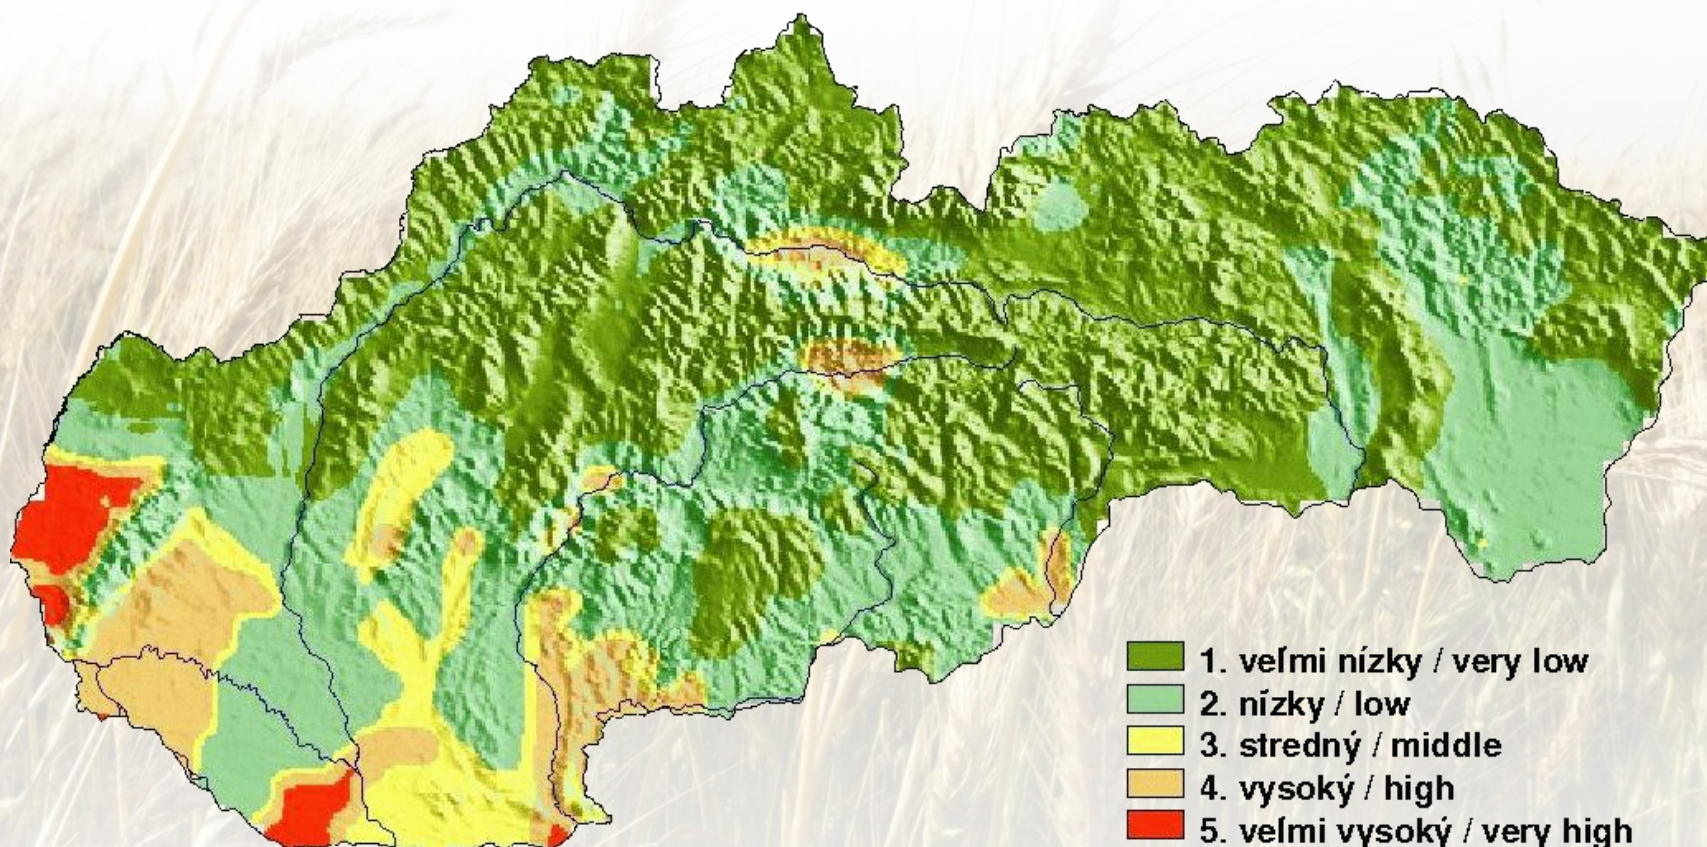 1. veľmi nízky / very low
2. nízky / low
3. stredný / middle
4. vysoký / high
5. veľmi vysoký / very high